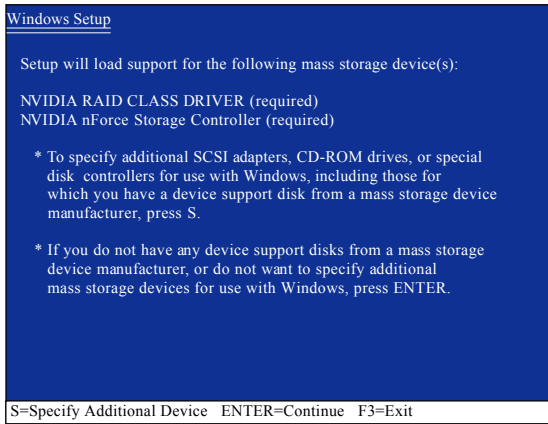 Windows Setup
Setup will load support for the following mass storage device(s):
NVIDIA RAID CLASS DRIVER (required)
NVIDIA nForce Storage Controller (required)
* To specify additional SCSI adapters, CD-ROM drives, or special
disk controllers for use with Windows, including those for
which you have a device support disk from a mass storage device
manufacturer, press S.
* If you do not have any device support disks from a mass storage
device manufacturer, or do not want to specify additional
mass storage devices for use with Windows, press ENTER.
S=Specify Additional Device ENTER=Continue F3=Exit